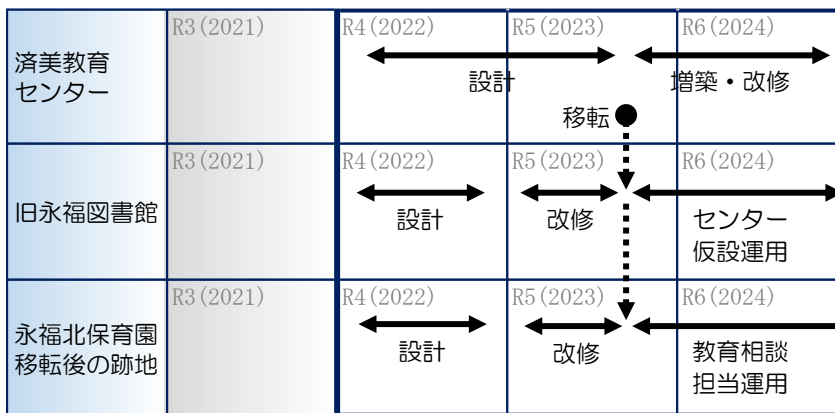 済美教育
センター
R3(2021)
R4(2022)
R5(2023)
R6(2024)
設計
増築・改修
移転
旧永福図書館
R3(2021)
R4(2022)
R5(2023)
R6(2024)
設計
改修
センター
仮設運用
永福北保育園
移転後の跡地
R3(2021)
R4(2022)
R5(2023)
R6(2024)
設計
改修
教育相談
担当運用